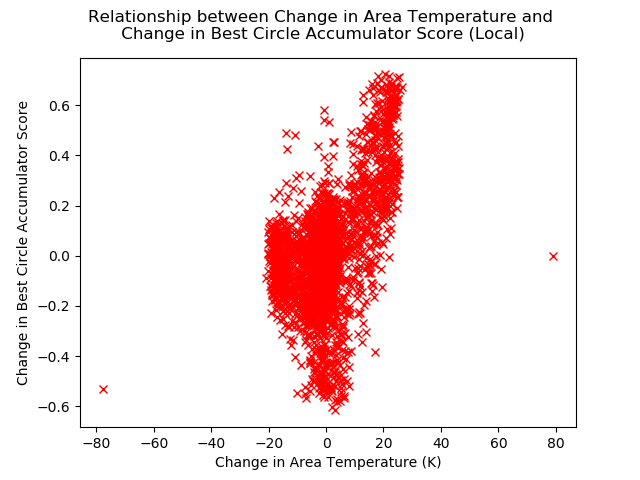 Relationship between Change in Area Temperature and
Change in Best Circle Accumulator Score (Local)
Change in Best Circle Accumulator Score
0.6
0.4
0.2
0.0
−0.2
−0.4
−0.6
−80 −60 −40 −20 0 20 40 60 80
Change in Area Temperature (K)